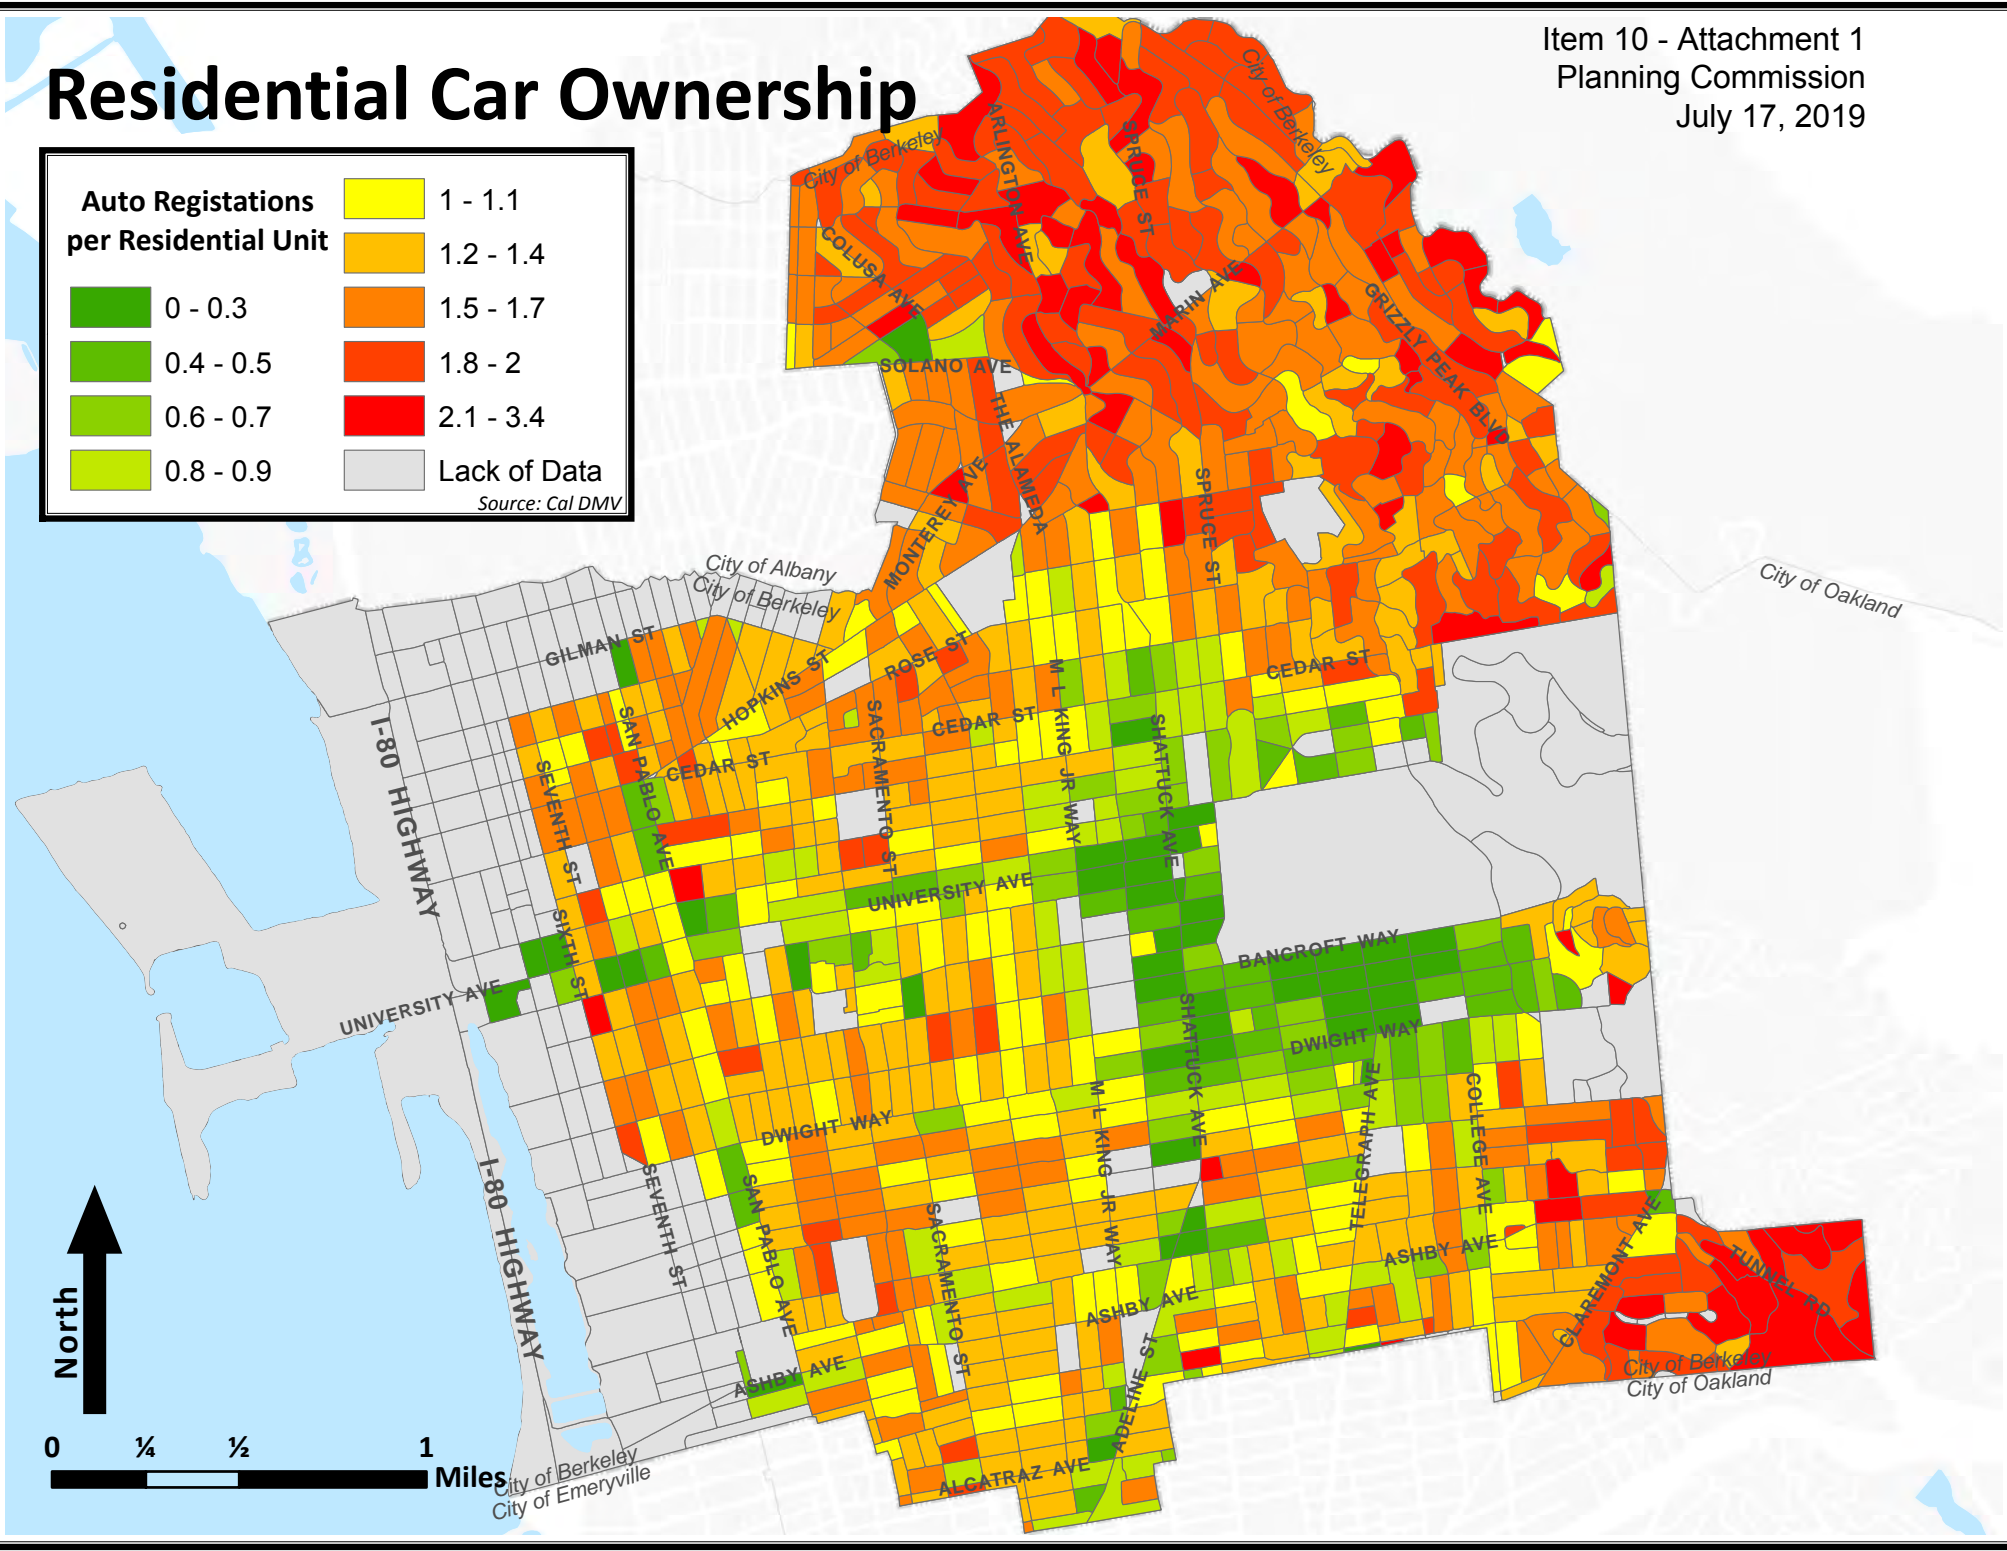 Residential Car Ownership
Item 10 - Attachment 1
Planning Commission
July 17, 2019
Auto Registations
per Residential Unit
0 - 0.3
0.4 - 0.5
0.6 - 0.7
0.8 - 0.9
1 - 1.1
1.2 - 1.4
1.5 - 1.7
1.8 - 2
2.1 - 3.4
Lack of Data
Source: Cal DMV
City of Berkeley
City of Berkeley
ARLINGTON AVE
SPRUCE ST
COLUSA AVE
MARIN AVE
GRIZZLY PEAK BLVD
SOLANO AVE
THE ALAMEDA
MONTEREY AVE
SPRUCE ST
City of Albany
City of Berkeley
City of Oakland
GILMAN ST
HOPKINS ST
ROSE ST
CEDAR ST
CEDAR ST
CEDAR ST
I-80 HIGHWAY
SEVENTH ST
SAN PABLO AVE
SACRAMENTO ST
M L KING JR WAY
SHATTUCK AVE
UNIVERSITY AVE
SIXTH ST
BANCROFT WAY
UNIVERSITY AVE
SHATTUCK AVE
DWIGHT WAY
DWIGHT WAY
M L KING JR WAY
TELEGRAPH AVE
COLLEGE AVE
I-80 HIGHWAY
SEVENTH ST
SAN PABLO AVE
SACRAMENTO ST
ASHBY AVE
CLAREMONT AVE
TUNNEL RD
ASHBY AVE
ASHBY AVE
ADELINE ST
City of Berkeley
City of Oakland
ALCATRAZ AVE
City of Berkeley
City of Emeryville
North
0 ¼ ½ 1
Miles